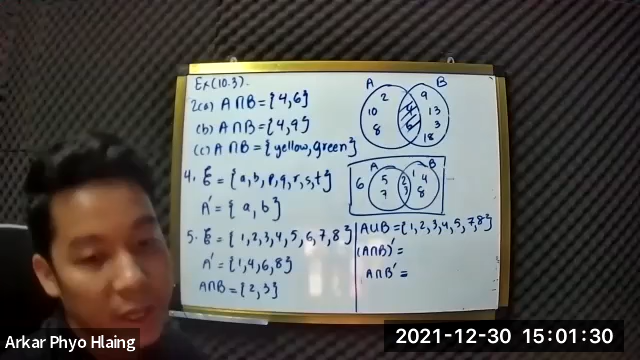 Ex(10.3).
2(a) A∩B = {4,6}
(b) A∩B = {4,9}
(c) A∩B = {yellow, green}
4. ξ = {a, b, p, q, r, s, t}
A' = {a, b}
5. ξ = {1,2,3,4,5,6,7,8}
A' = {1,4,6,8}
A∩B = {2,3}
A B
2 9
10 4 13
8 6 3
18
A B
6 5 2 1 4
7 3 8
A∪B = {1,2,3,4,5,7,8}
(A∩B)' =
A∩B' =
Arkar Phyo Hlaing
2021-12-30 15:01:30